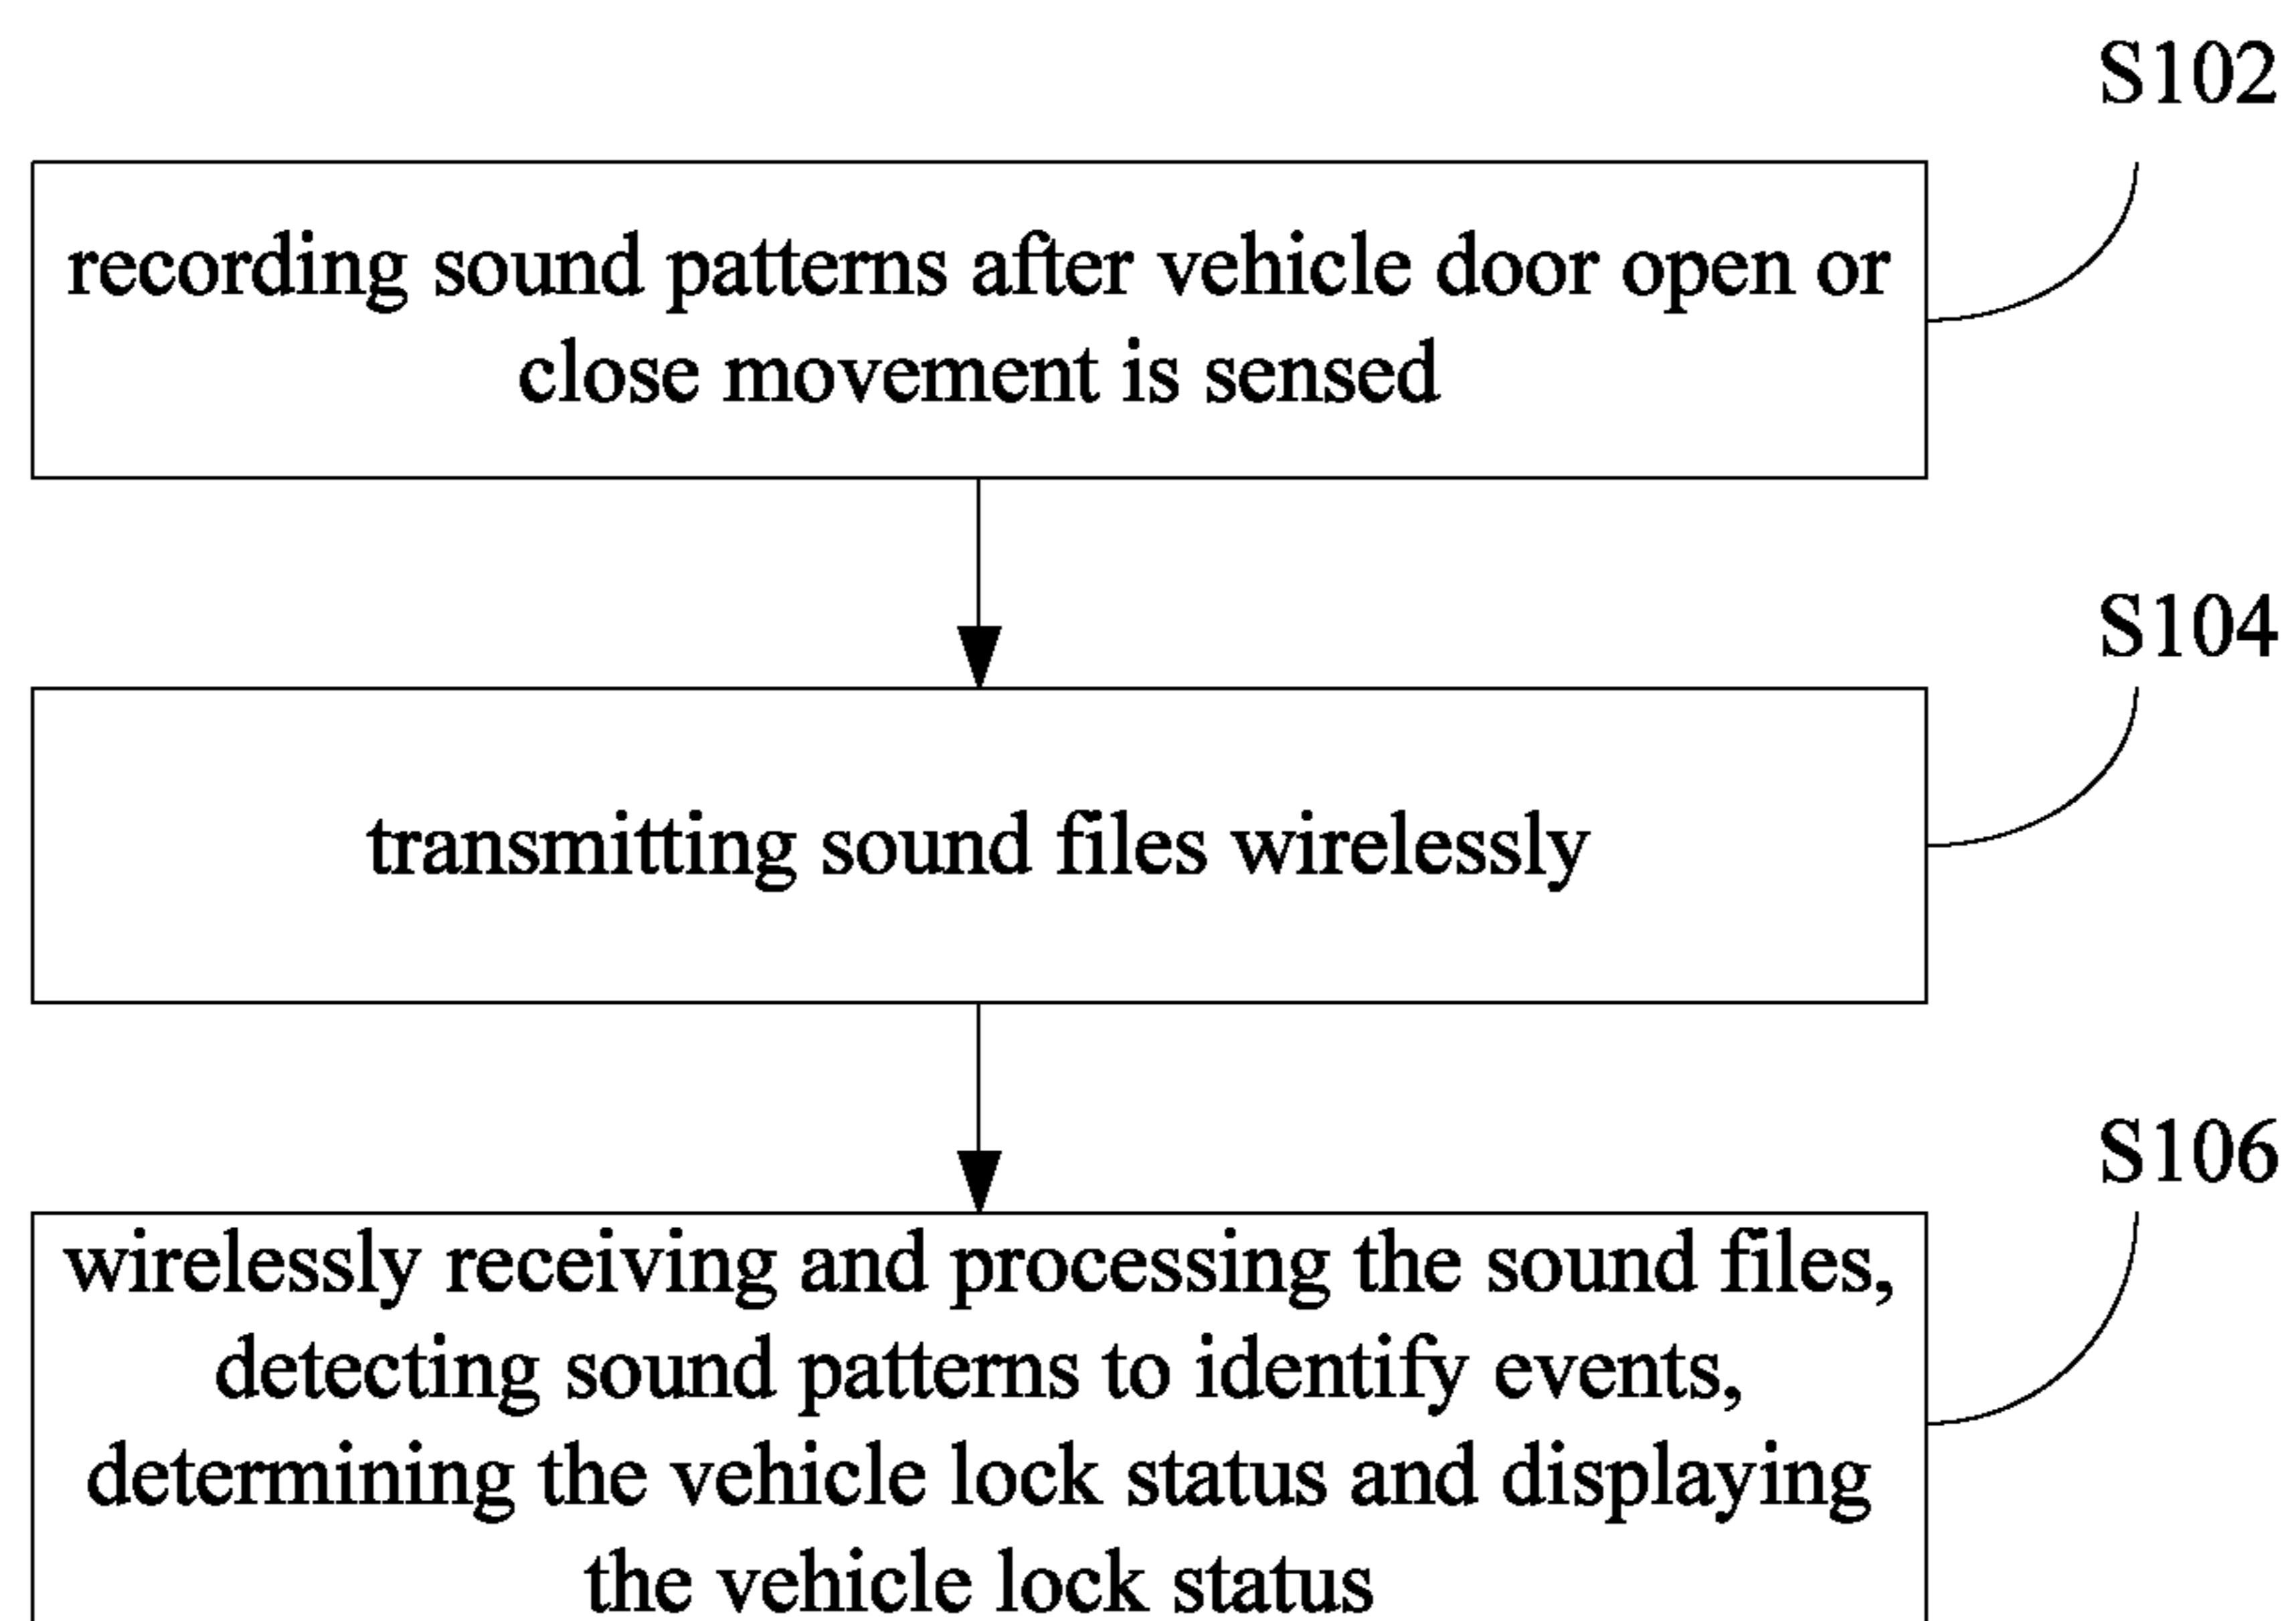 S102
recording sound patterns after vehicle door open or
close movement is sensed
S104
transmitting sound files wirelessly
S106
wirelessly receiving and processing the sound files,
detecting sound patterns to identify events,
determining the vehicle lock status and displaying
the vehicle lock status